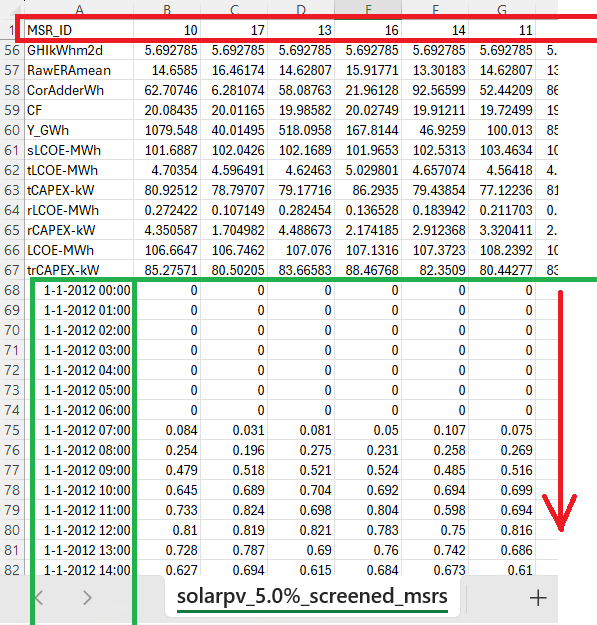 A B C D E F G
1 MSR_ID 10 17 13 16 14 11
56 GHIkWhm2d 5.692785 5.692785 5.692785 5.692785 5.692785 5.692785 5.
57 RawERAmean 14.6585 16.46174 14.62807 15.91771 13.30183 14.62807 13
58 CorAdderWh 62.70746 6.281074 58.08763 21.96128 92.56599 52.44209 86
59 CF 20.08435 20.01165 19.98582 20.02749 19.91211 19.72499 19
60 Y_GWh 1079.548 40.01495 518.0958 167.8144 46.9259 100.013 85
61 sLCOE-MWh 101.6887 102.0426 102.1689 101.9653 102.5313 103.4634 10
62 tLCOE-MWh 4.70354 4.596491 4.62463 5.029801 4.657074 4.56418 4.
63 tCAPEX-kW 80.92512 78.79707 79.17716 86.2935 79.43854 77.12236 81
64 rLCOE-MWh 0.272422 0.107149 0.282454 0.136528 0.183942 0.211703 0.
65 rCAPEX-kW 4.350587 1.704982 4.488673 2.174185 2.912368 3.320411 2.
66 LCOE-MWh 106.6647 106.7462 107.076 107.1316 107.3723 108.2392 10
67 trCAPEX-kW 85.27571 80.50205 83.66583 88.46768 82.3509 80.44277 83
68 1-1-2012 00:00 0 0 0 0 0 0
69 1-1-2012 01:00 0 0 0 0 0 0
70 1-1-2012 02:00 0 0 0 0 0 0
71 1-1-2012 03:00 0 0 0 0 0 0
72 1-1-2012 04:00 0 0 0 0 0 0
73 1-1-2012 05:00 0 0 0 0 0 0
74 1-1-2012 06:00 0 0 0 0 0 0
75 1-1-2012 07:00 0.084 0.031 0.081 0.05 0.107 0.075
76 1-1-2012 08:00 0.254 0.196 0.275 0.231 0.258 0.269
77 1-1-2012 09:00 0.479 0.518 0.521 0.524 0.485 0.516
78 1-1-2012 10:00 0.645 0.689 0.704 0.692 0.694 0.699
79 1-1-2012 11:00 0.733 0.824 0.698 0.804 0.598 0.694
80 1-1-2012 12:00 0.81 0.819 0.821 0.783 0.75 0.816
81 1-1-2012 13:00 0.728 0.787 0.69 0.76 0.742 0.686
82 1-1-2012 14:00 0.627 0.694 0.615 0.684 0.673 0.61
solarpv_5.0%_screened_msrs